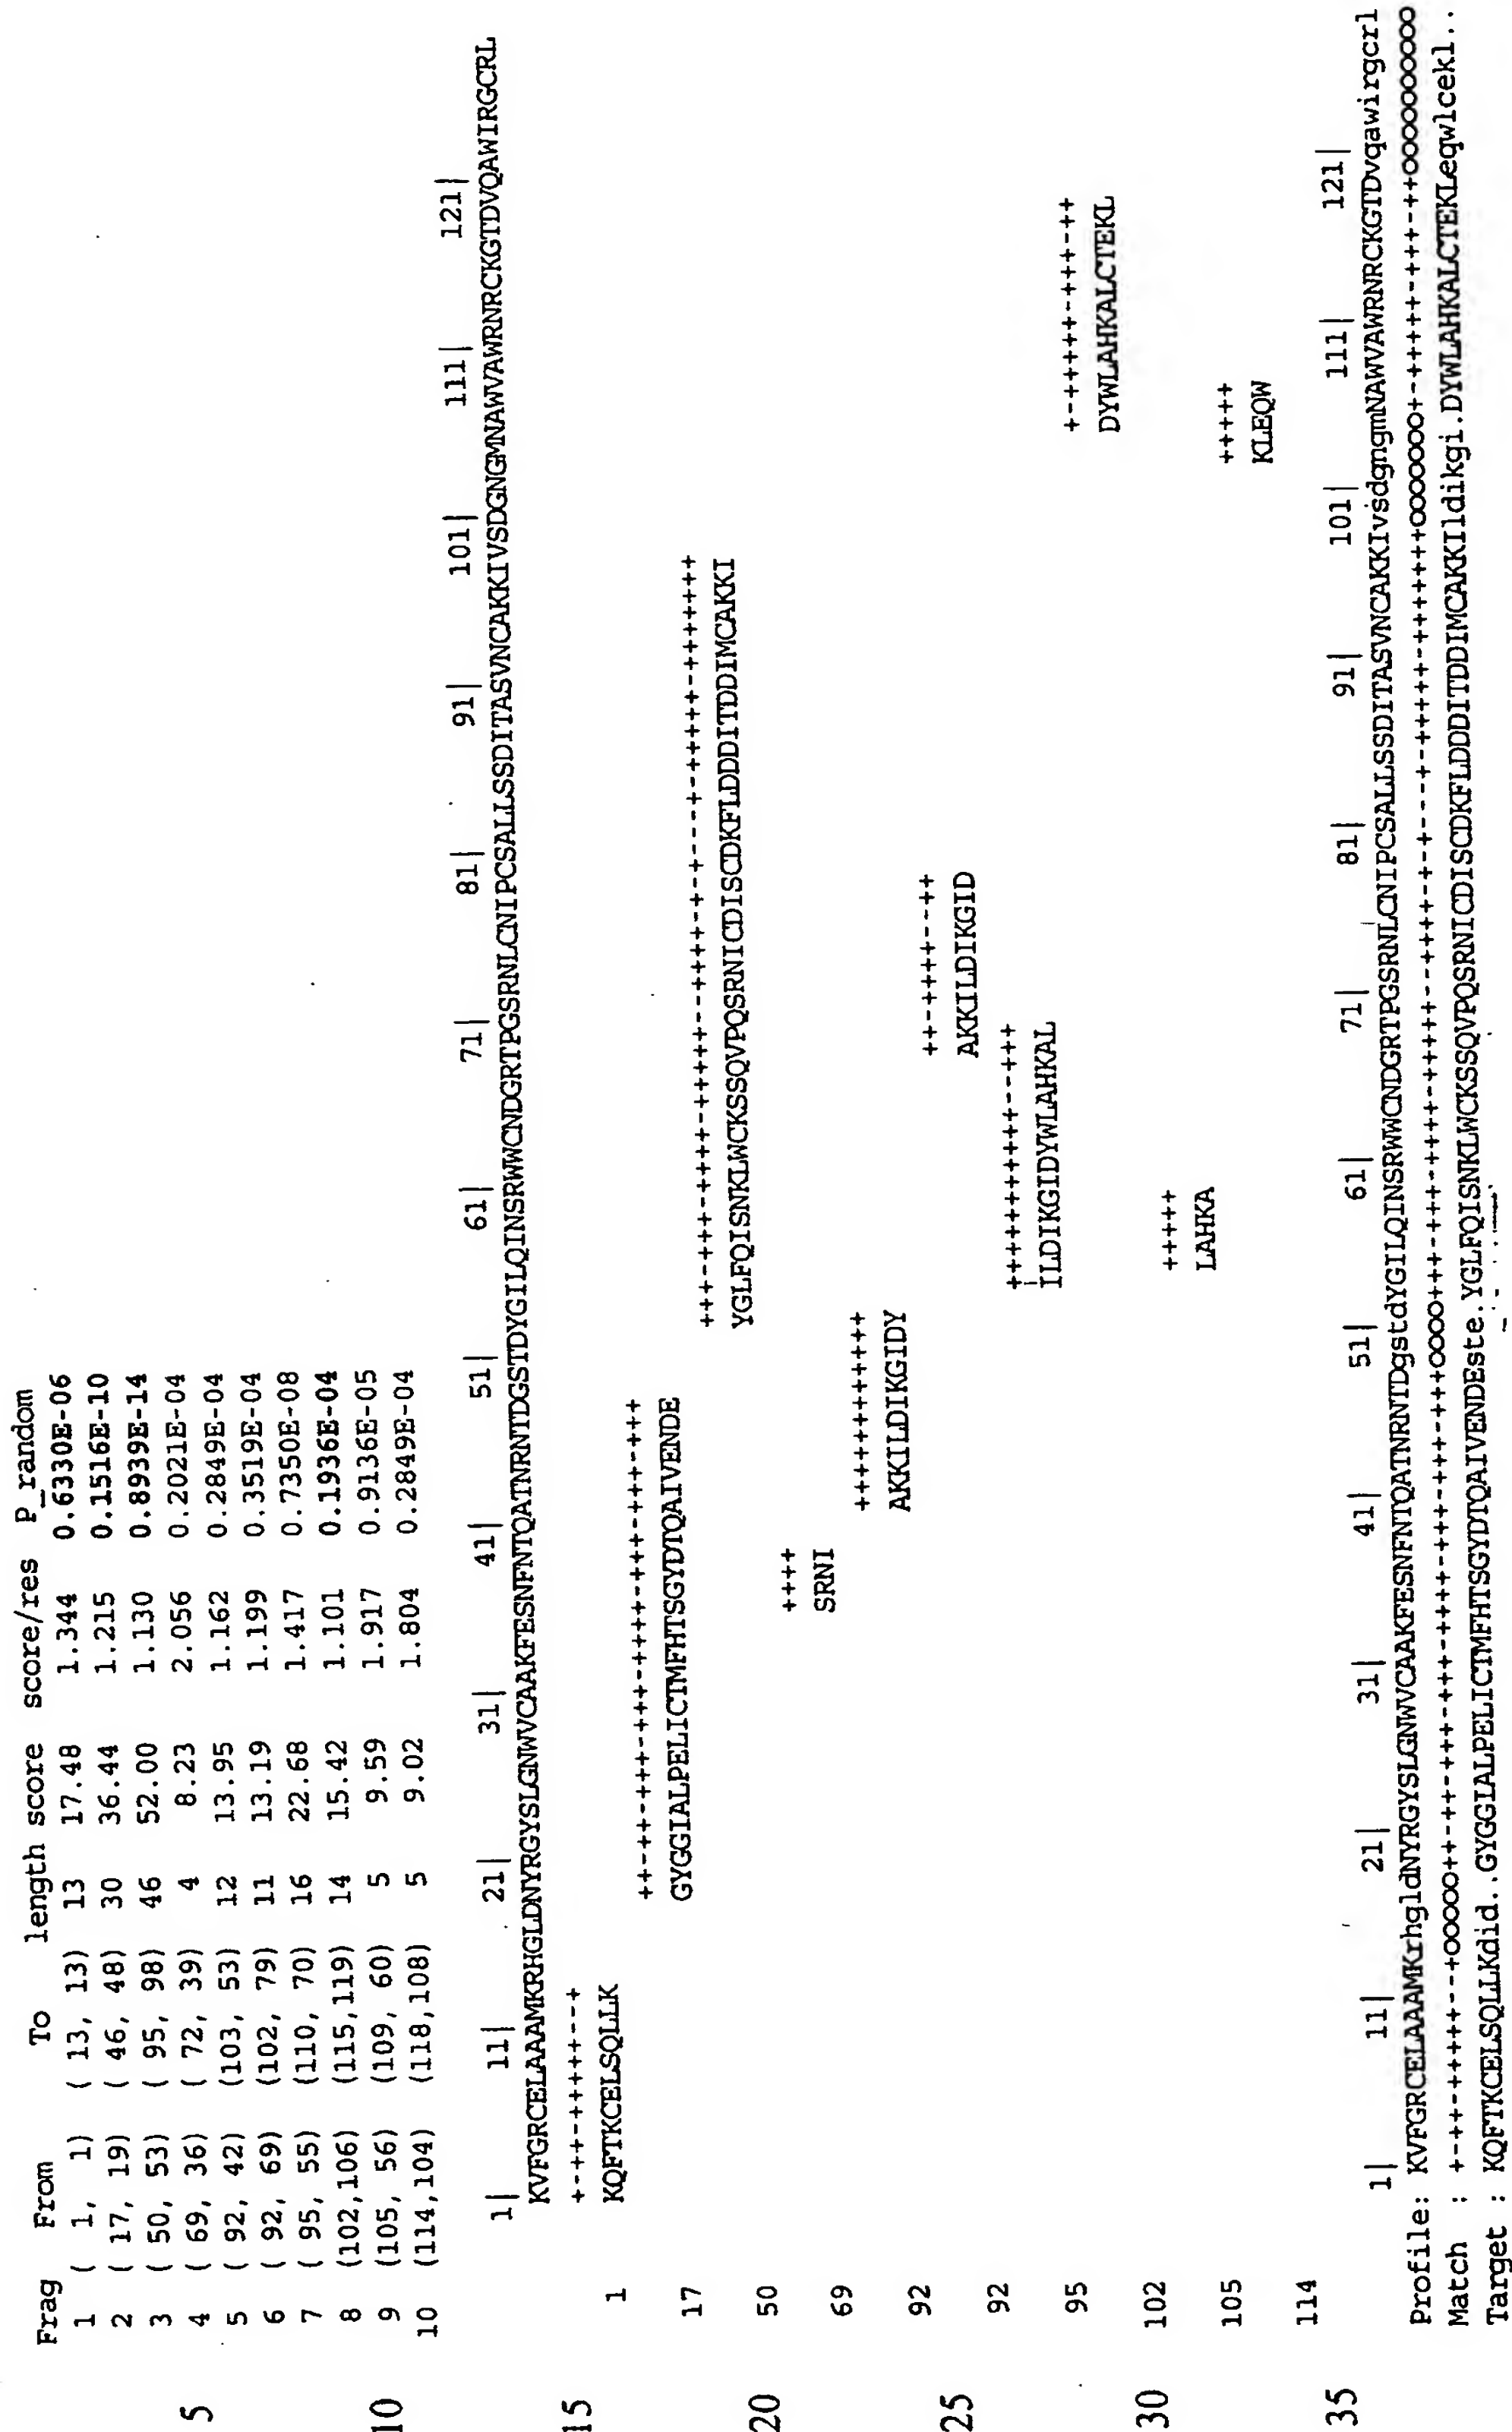 Frag From To length score score/res P_random
1 ( 1, 1) ( 13, 13) 13 17.48 1.344 0.6330E-06
2 ( 17, 19) ( 46, 48) 30 36.44 1.215 0.1516E-10
3 ( 50, 53) ( 95, 98) 46 52.00 1.130 0.8939E-14
5 4 ( 69, 36) ( 72, 39) 4 8.23 2.056 0.2021E-04
5 ( 92, 42) (103, 53) 12 13.95 1.162 0.2849E-04
6 ( 92, 69) (102, 79) 11 13.19 1.199 0.3519E-04
7 ( 95, 55) (110, 70) 16 22.68 1.417 0.7350E-08
8 (102,106) (115,119) 14 15.42 1.101 0.1936E-04
9 (105, 56) (109, 60) 5 9.59 1.917 0.9136E-05
10 10 (114,104) (118,108) 5 9.02 1.804 0.2849E-04
1| 11| 21| 31| 41| 51| 61| 71| 81| 91| 101| 111| 121|
KVFGRCELAAAMKRHGLDNYRGYSLGNWVCAAKFESNFNTQATNRNTDGSTDYGILQINSRWWCNDGRTPGSRNLCNIPCSALLSSDITASVNCAKKIVSDGNGMNAWVAWRNRCKGTDVQAWIRGCRL
15 +-++-+++++--+
1 KQFTKCELSQLLK
++--++-+++-+++-++++-+++-+++-+++
17 GYGGIALPELICTMFHTSGYDTQAIVENDE
+++-+++-++++-+++++--++++--+--+---+-+++++-+++++++
50 YGLFQISNKLWCKSSQVPQSRNICDISCDKFLDDDITDDIMCAKKI
20 ++++
69 SRNI
++++++++++++
92 AKKILDIKGIDY
++-++++--++
92 AKKILDIKGID
25 +++++++++++--+++
95 ILDIKGIDYWLAHKAL
+-+++++-+++-++
102 DYWLAHKALCTEKL
30 +++++
105 LAHKA
+++++
114 KLEQW
1| 11| 21| 31| 41| 51| 61| 71| 81| 91| 101| 111| 121|
35 Profile: KVFGRCELAAAMKrhgldNYRGYSLGNWVCAAKFESNFNTQATNRNTDgstdYGILQINSRWWCNDGRTPGSRNLCNIPCSALLSSDITASVNCAKKIvsdgngmNAWVAWRNRCKGTDvqawirgcrl
Match : +-++-+++++--+ooooo++-++-+++-+++-++++-+++-+++-+++oooo+++-+++-++++-+++++--++++--+--+---+-+++++-+++++++ooooooo+-+++++-+++-++oooooooooo
Target : KQFTKCELSQLLKdid..GYGGIALPELICTMFHTSGYDTQAIVENDEste.YGLFQISNKLWCKSSQVPQSRNICDISCDKFLDDDITDDIMCAKKIldikgi.DYWLAHKALCTEKLeqwlcekl..